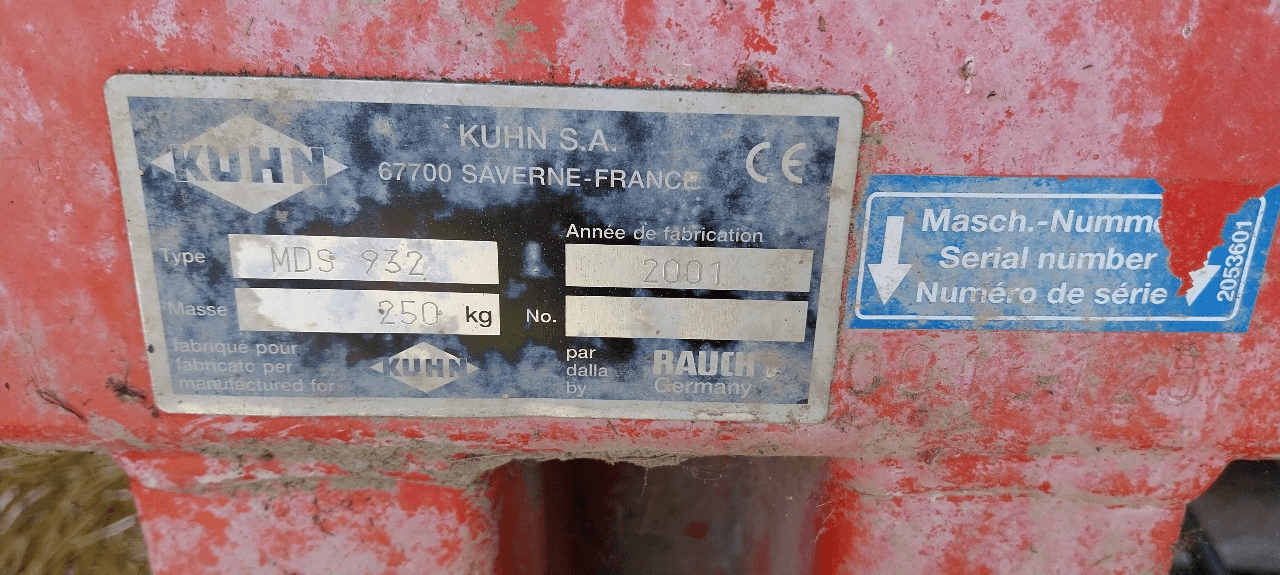 KUHN
KUHN S.A.
67700 SAVERNE-FRANCE
CE
Type
MDS 932
Année de fabrication
2001
Masse
250 kg
No.
fabriqué pour
fabricato per
manufactured for
KUHN
par
dalla
by
RAUCH
Germany
Masch.-Numme
Serial number
Numéro de série
2053601